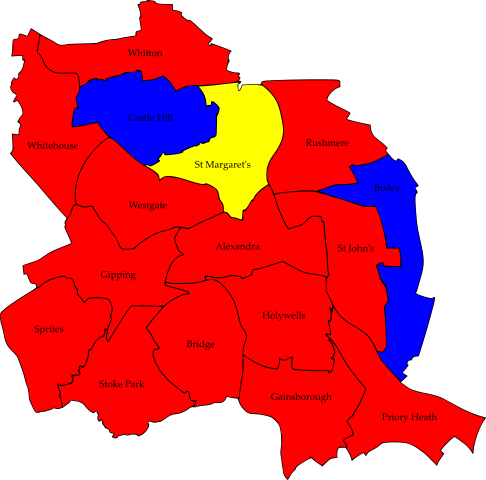 Whitton
Castle Hill
Whitehouse
Rushmere
St Margaret's
Bixley
Westgate
Alexandra
St John's
Gipping
Holywells
Sprites
Bridge
Stoke Park
Gainsborough
Priory Heath